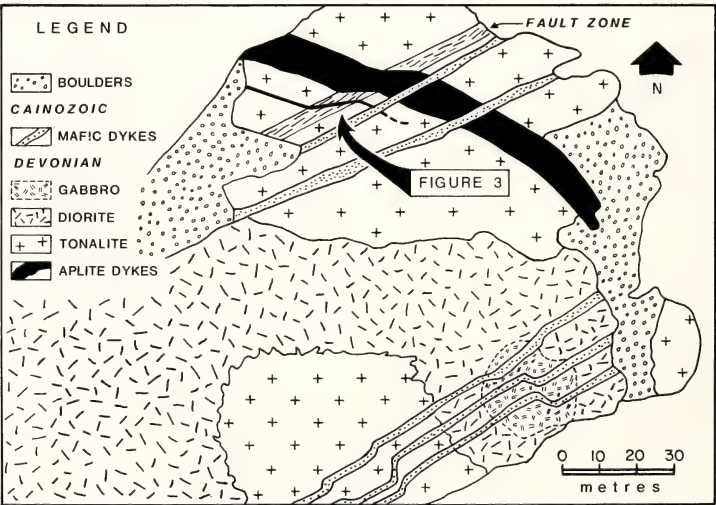 LEGEND
BOULDERS
CAINOZOIC
MAFIC DYKES
DEVONIAN
GABBRO
DIORITE
TONALITE
APLITE DYKES
FAULT ZONE
N
FIGURE 3
0 10 20 30
metres